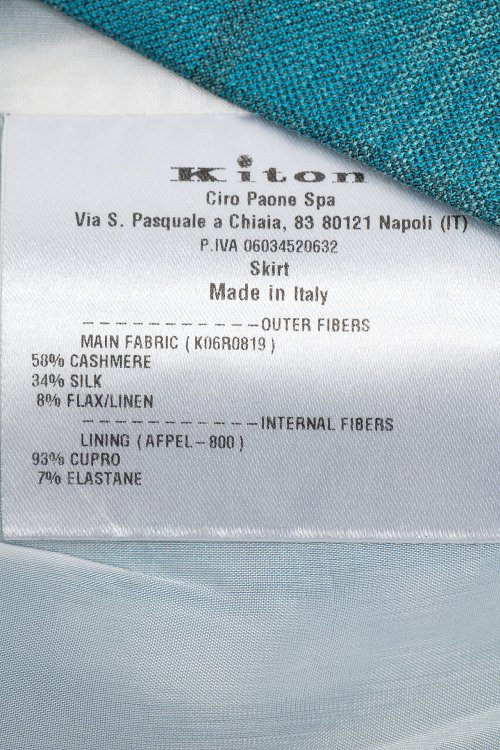 Kiton
Ciro Paone Spa
Via S. Pasquale a Chiaia, 83 80121 Napoli (IT)
P.IVA 06034520632
Skirt
Made in Italy
-----------OUTER FIBERS
MAIN FABRIC (K06R0819)
58% CASHMERE
34% SILK
8% FLAX/LINEN
-----------INTERNAL FIBERS
LINING (AFPEL-800)
93% CUPRO
7% ELASTANE